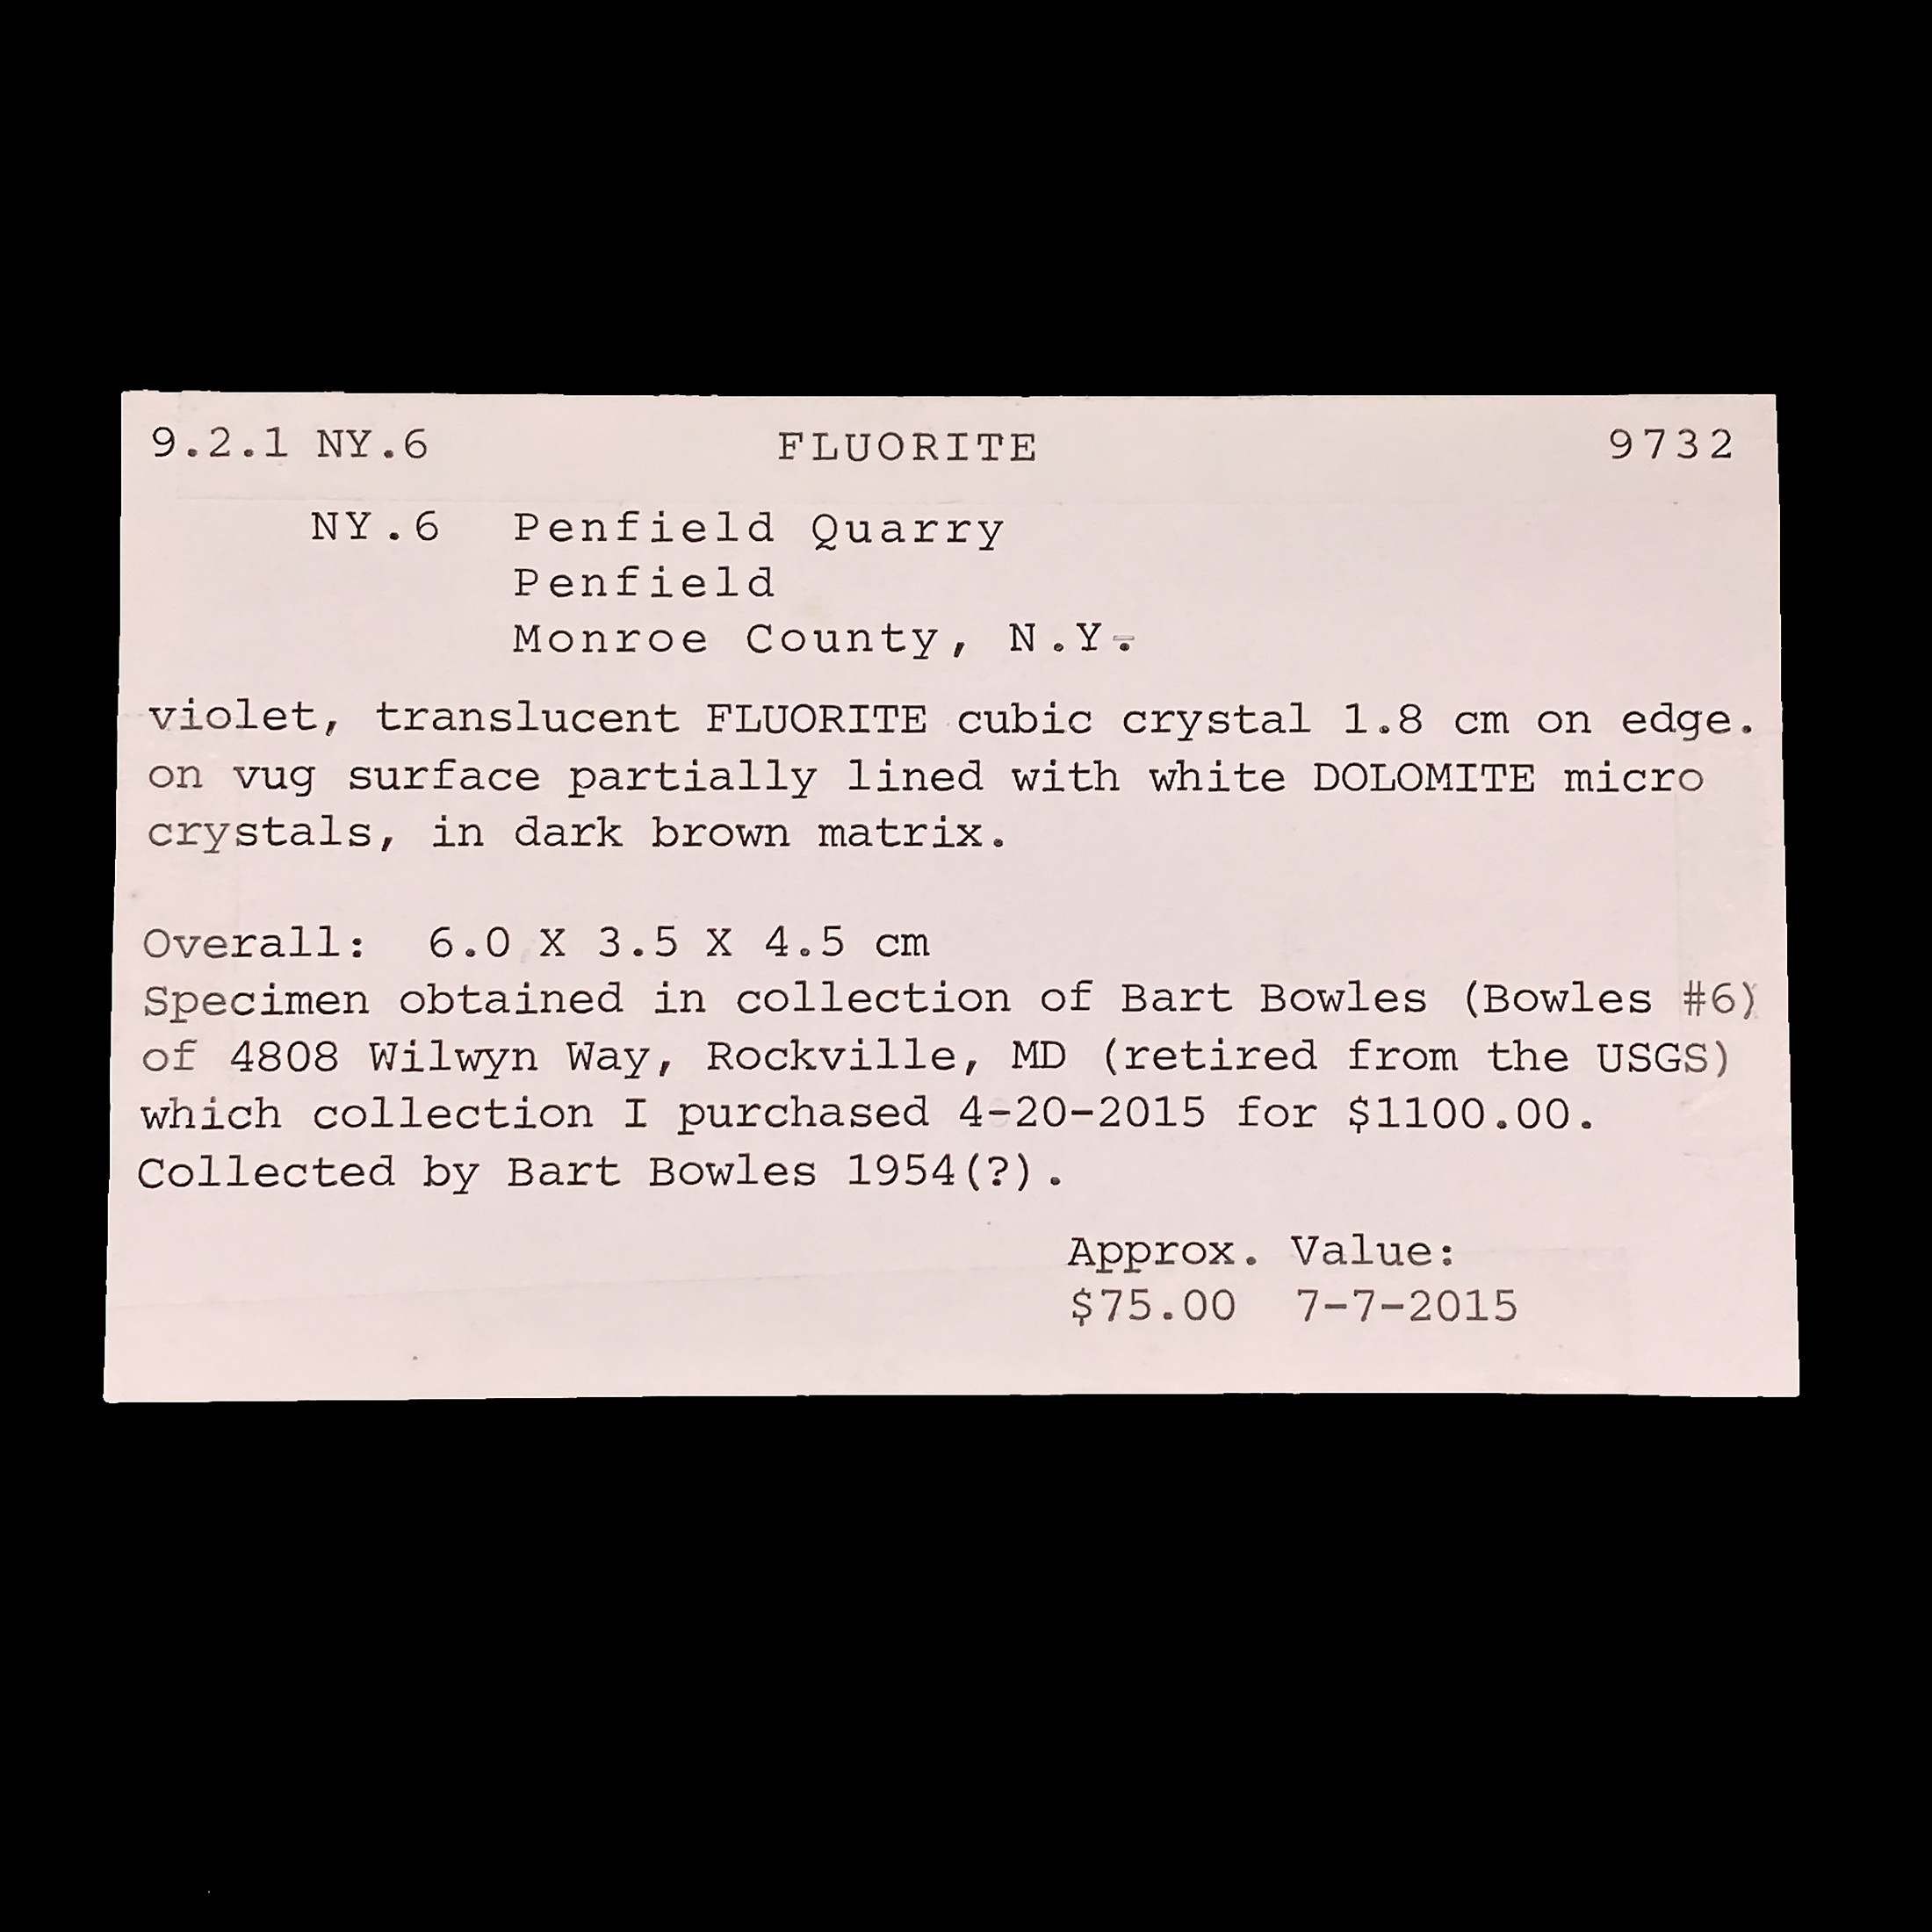 9.2.1 NY.6 FLUORITE 9732
NY.6 Penfield Quarry
Penfield
Monroe County, N.Y.
violet, translucent FLUORITE cubic crystal 1.8 cm on edge.
on vug surface partially lined with white DOLOMITE micro
crystals, in dark brown matrix.
Overall: 6.0 X 3.5 X 4.5 cm
Specimen obtained in collection of Bart Bowles (Bowles #6)
of 4808 Wilwyn Way, Rockville, MD (retired from the USGS)
which collection I purchased 4-20-2015 for $1100.00.
Collected by Bart Bowles 1954(?).
Approx. Value:
$75.00 7-7-2015